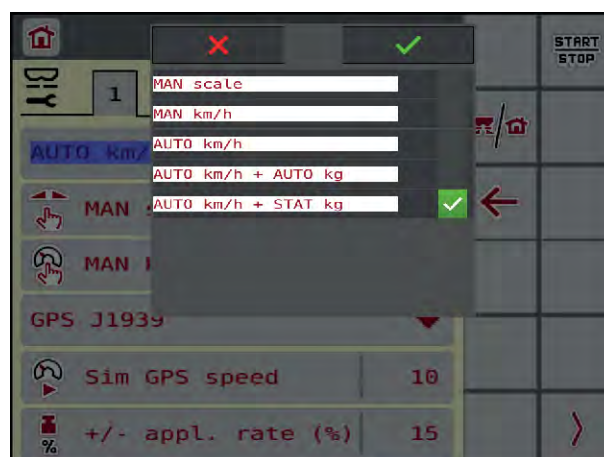 START
STOP
MAN scale
1
MAN km/h
AUTO km/h
AUTO km/
AUTO km/h + AUTO kg
AUTO km/h + STAT kg
MAN
MAN
GPS J1939
Sim GPS speed 10
% +/- appl. rate (%) 15